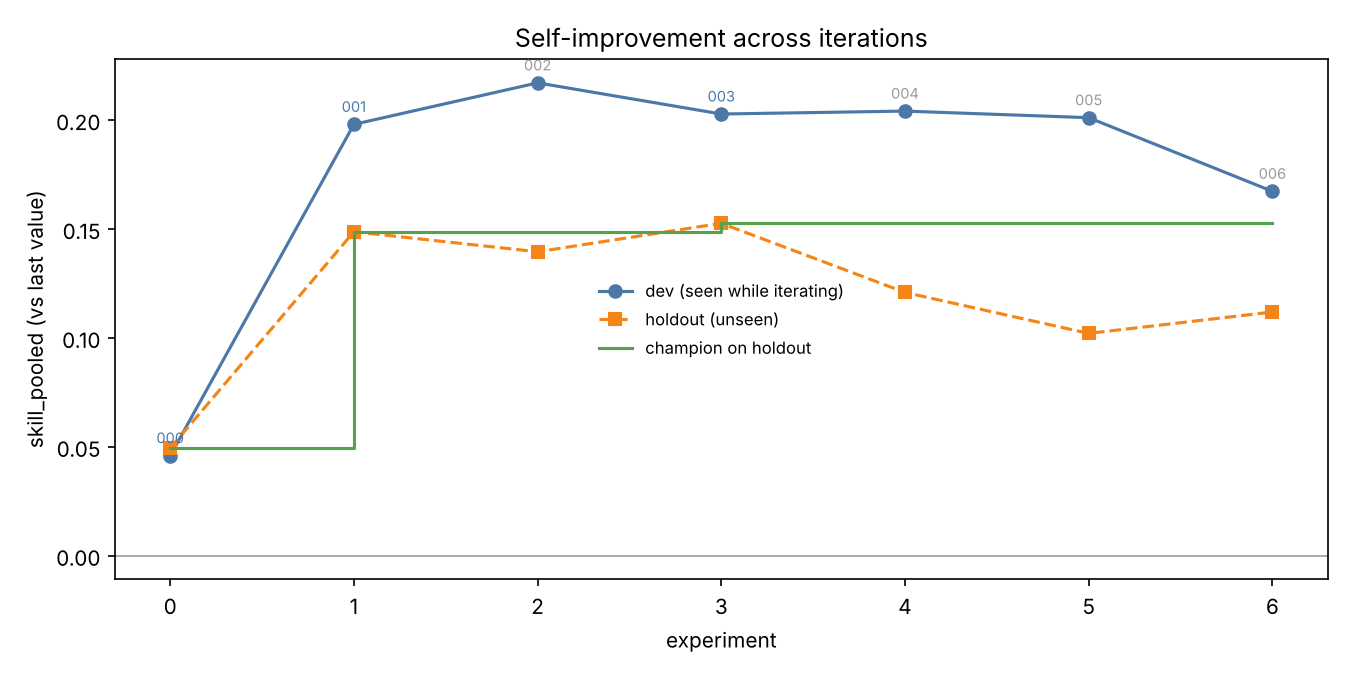 Self-improvement across iterations
skill_pooled (vs last value)
0.20
0.15
0.10
0.05
0.00
000
001
002
003
004
005
006
dev (seen while iterating)
holdout (unseen)
champion on holdout
0 1 2 3 4 5 6
experiment